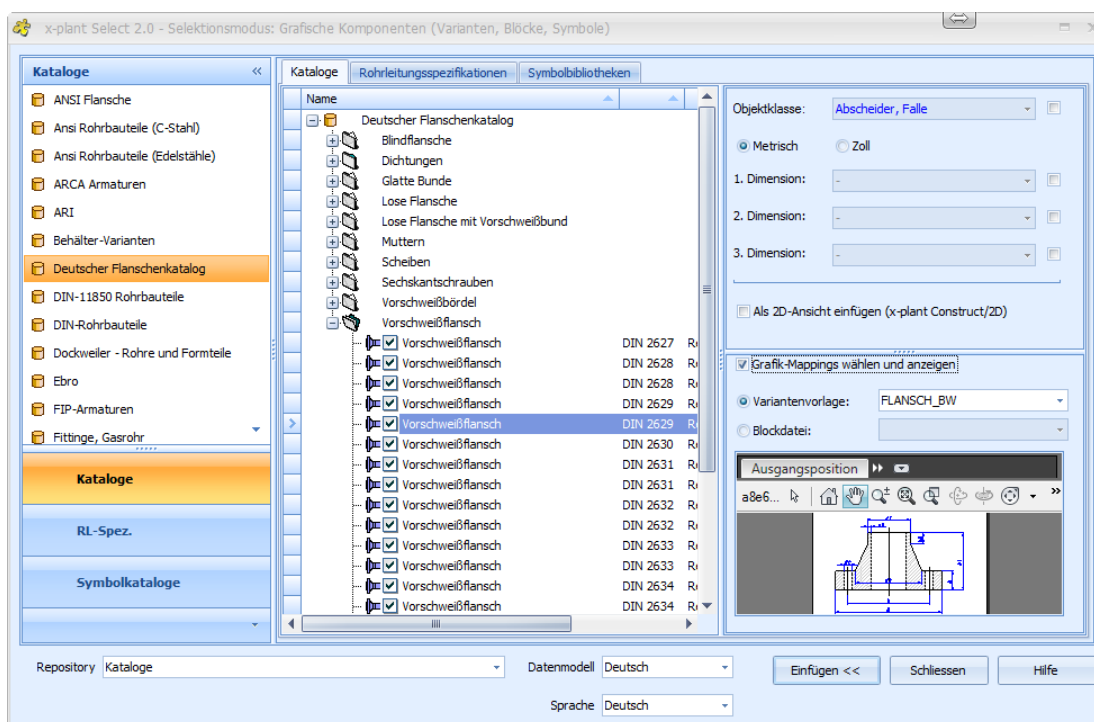 x-plant Select 2.0 - Selektionsmodus: Grafische Komponenten (Varianten, Blöcke, Symbole)
Kataloge
ANSI Flansche
Ansi Rohrbauteile (C-Stahl)
Ansi Rohrbauteile (Edelstähle)
ARCA Armaturen
ARI
Behälter-Varianten
Deutscher Flanschenkatalog
DIN-11850 Rohrbauteile
DIN-Rohrbauteile
Dockweiler - Rohre und Formteile
Ebro
FIP-Armaturen
Fittinge, Gasrohr
Kataloge
RL-Spez.
Symbolkataloge
Kataloge Rohrleitungsspezifikationen Symbolbibliotheken
Name
Deutscher Flanschenkatalog
Blindflansche
Dichtungen
Glatte Bunde
Lose Flansche
Lose Flansche mit Vorschweißbund
Muttern
Scheiben
Sechskantschrauben
Vorschweißbördel
Vorschweißflansch
Vorschweißflansch DIN 2627
Vorschweißflansch DIN 2628
Vorschweißflansch DIN 2628
Vorschweißflansch DIN 2629
Vorschweißflansch DIN 2629
Vorschweißflansch DIN 2630
Vorschweißflansch DIN 2631
Vorschweißflansch DIN 2631
Vorschweißflansch DIN 2632
Vorschweißflansch DIN 2632
Vorschweißflansch DIN 2633
Vorschweißflansch DIN 2633
Vorschweißflansch DIN 2634
Vorschweißflansch DIN 2634
Objektklasse: Abscheider, Falle
Metrisch Zoll
1. Dimension: -
2. Dimension: -
3. Dimension: -
Als 2D-Ansicht einfügen (x-plant Construct/2D)
Grafik-Mappings wählen und anzeigen
Variantenvorlage: FLANSCH_BW
Blockdatei:
Ausgangsposition
a8e6...
Repository Kataloge Datenmodell Deutsch Einfügen << Schliessen Hilfe
Sprache Deutsch